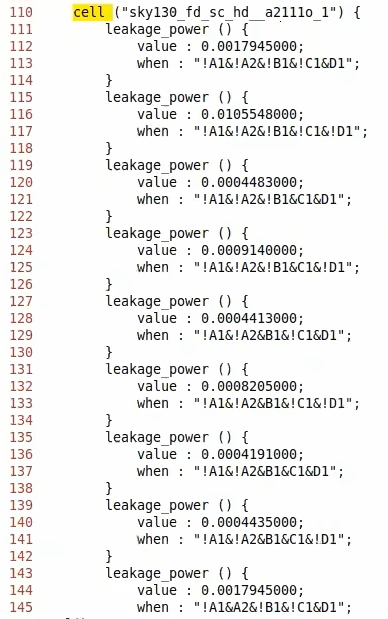 110 cell ("sky130_fd_sc_hd__a2111o_1") {
111 leakage_power () {
112 value : 0.0017945000;
113 when : "!A1&!A2&!B1&!C1&D1";
114 }
115 leakage_power () {
116 value : 0.0105548000;
117 when : "!A1&!A2&!B1&!C1&!D1";
118 }
119 leakage_power () {
120 value : 0.0004483000;
121 when : "!A1&!A2&!B1&C1&D1";
122 }
123 leakage_power () {
124 value : 0.0009140000;
125 when : "!A1&!A2&!B1&C1&!D1";
126 }
127 leakage_power () {
128 value : 0.0004413000;
129 when : "!A1&!A2&B1&!C1&D1";
130 }
131 leakage_power () {
132 value : 0.0008205000;
133 when : "!A1&!A2&B1&!C1&!D1";
134 }
135 leakage_power () {
136 value : 0.0004191000;
137 when : "!A1&!A2&B1&C1&D1";
138 }
139 leakage_power () {
140 value : 0.0004435000;
141 when : "!A1&!A2&B1&C1&!D1";
142 }
143 leakage_power () {
144 value : 0.0017945000;
145 when : "!A1&A2&!B1&!C1&D1";